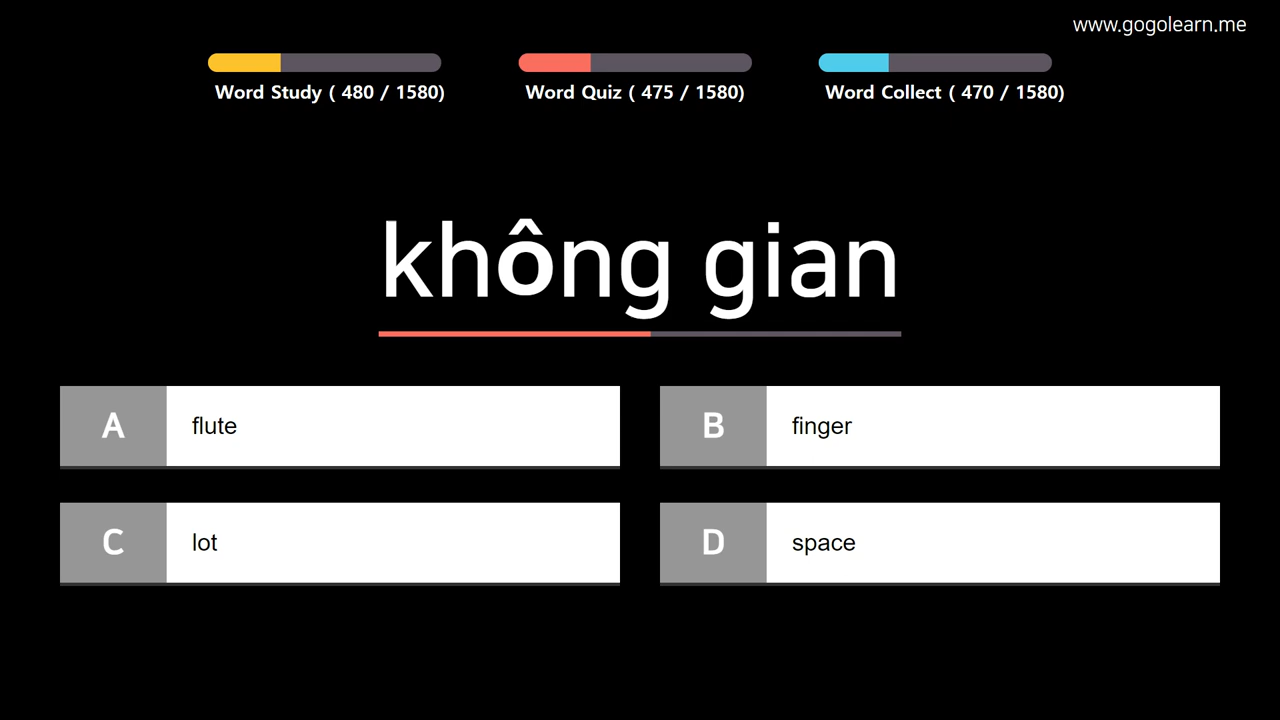 www.gogolearn.me
Word Study ( 480 / 1580)
Word Quiz ( 475 / 1580)
Word Collect ( 470 / 1580)
không gian
A flute
B finger
C lot
D space